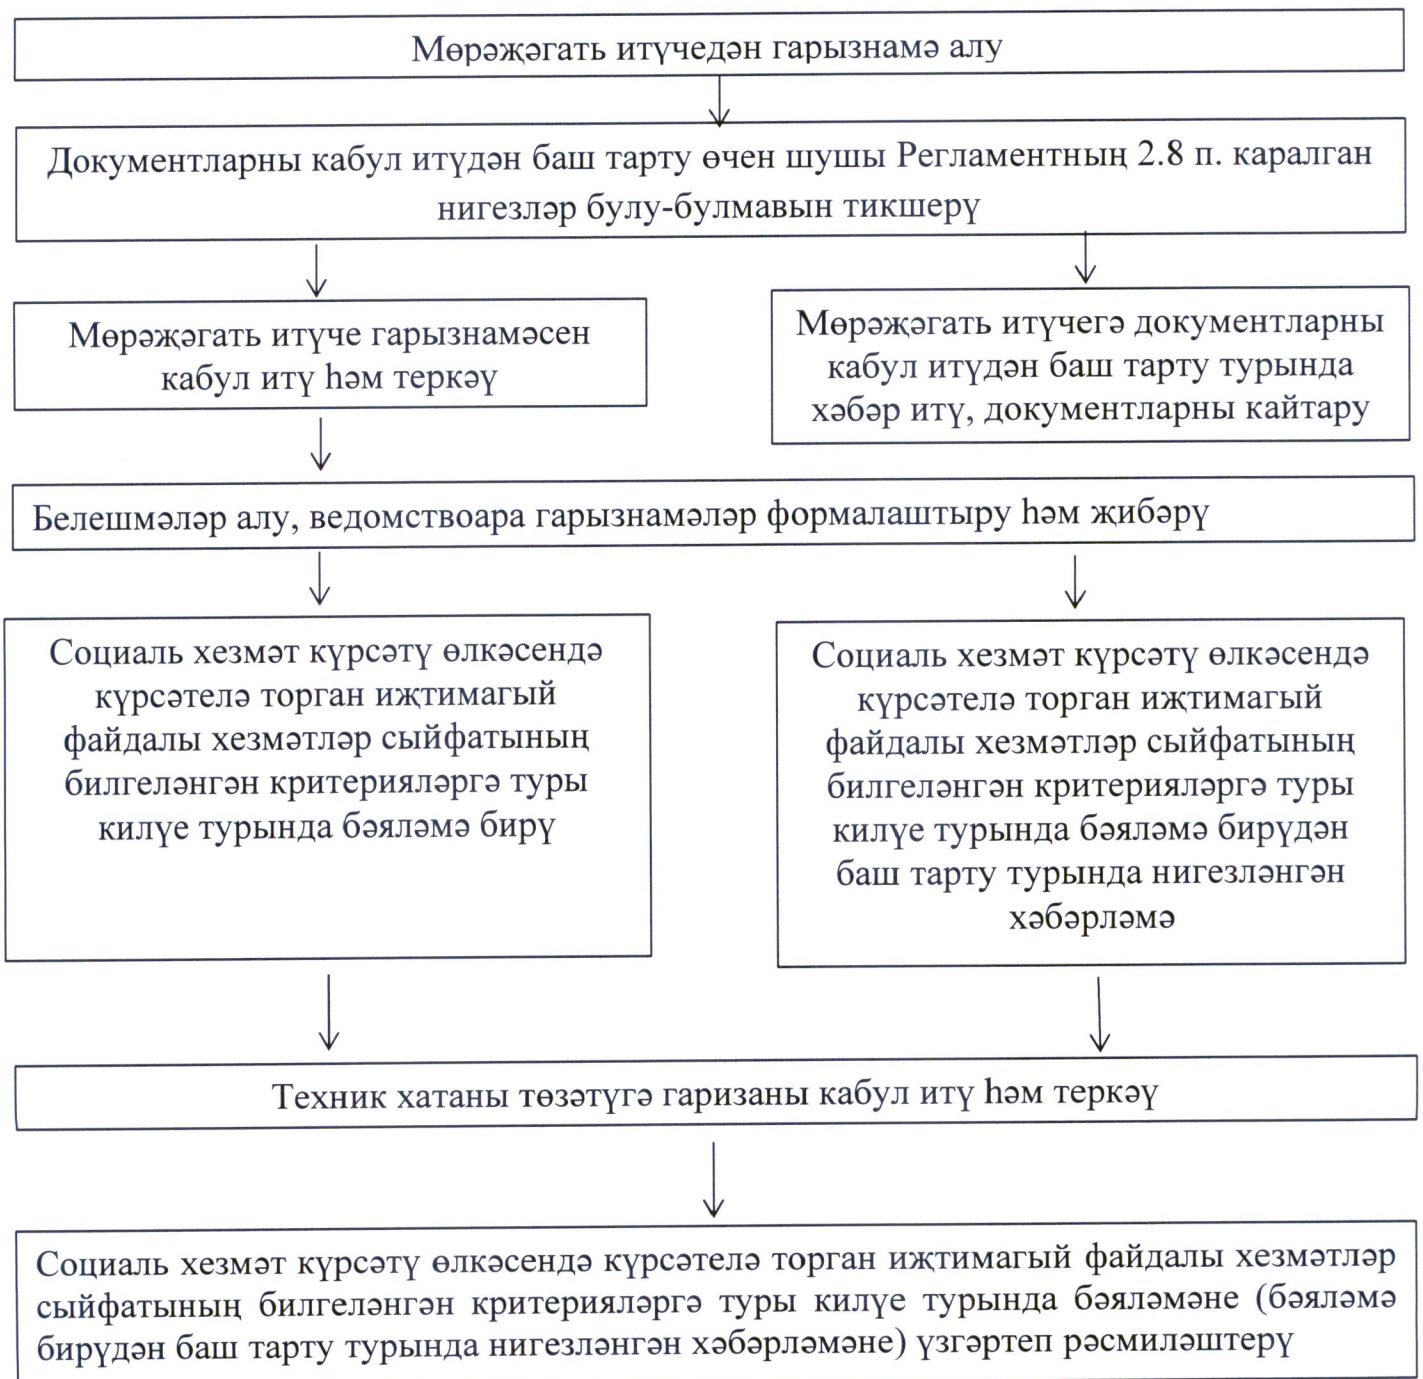 Мөрәҗәгать итүчедән гарызнамә алу
Документларны кабул итүдән баш тарту өчен шушы Регламентның 2.8 п. каралган
нигезләр булу-булмавын тикшерү
Мөрәҗәгать итүче гарызнамәсен
кабул итү һәм теркәү
Мөрәҗәгать итүчегә документларны
кабул итүдән баш тарту турында
хәбәр итү, документларны кайтару
Белешмәләр алу, ведомствоара гарызнамәләр формалаштыру һәм җибәрү
Социаль хезмәт күрсәтү өлкәсендә
күрсәтелә торган иҗтимагый
файдалы хезмәтләр сыйфатының
билгеләнгән критерияләргә туры
килүе турында бәяләмә бирү
Социаль хезмәт күрсәтү өлкәсендә
күрсәтелә торган иҗтимагый
файдалы хезмәтләр сыйфатының
билгеләнгән критерияләргә туры
килүе турында бәяләмә бирүдән
баш тарту турында нигезләнгән
хәбәрләмә
Техник хатаны төзәтүгә гаризаны кабул итү һәм теркәү
Социаль хезмәт күрсәтү өлкәсендә күрсәтелә торган иҗтимагый файдалы хезмәтләр
сыйфатының билгеләнгән критерияләргә туры килүе турында бәяләмәне (бәяләмә
бирүдән баш тарту турында нигезләнгән хәбәрләмәне) үзгәртеп рәсмиләштерү